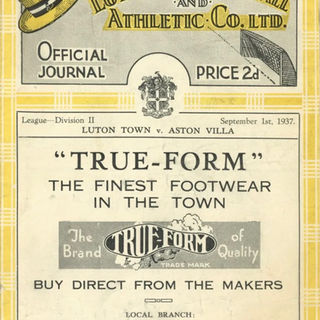 AND
ATHLETIC CO. LTD.
OFFICIAL
JOURNAL
PRICE 2d
League—Division II
September 1st, 1937.
LUTON TOWN v. ASTON VILLA
"TRUE-FORM"
THE FINEST FOOTWEAR
IN THE TOWN
The Brand TRUE-FORM of Quality
TRADE MARK
BUY DIRECT FROM THE MAKERS
LOCAL BRANCH: